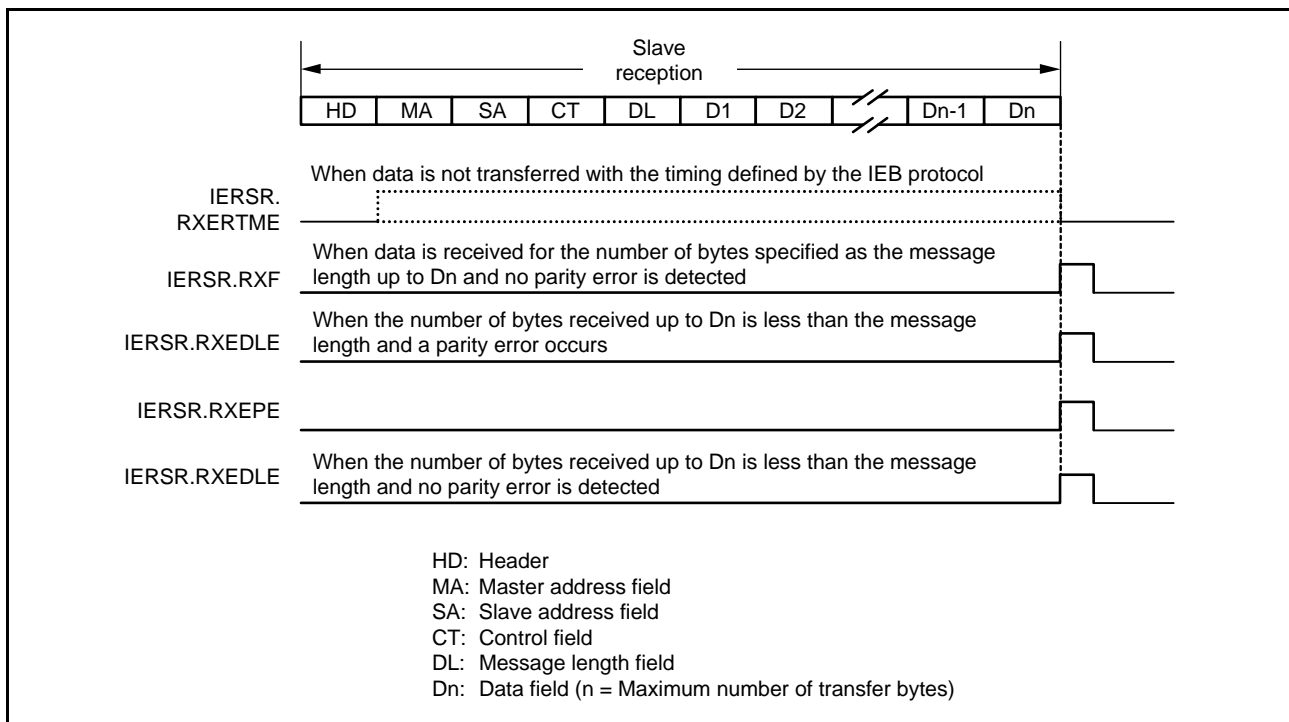 Slave
reception
HD MA SA CT DL D1 D2 Dn-1 Dn
When data is not transferred with the timing defined by the IEB protocol
IERSR.
RXERTME
When data is received for the number of bytes specified as the message
length up to Dn and no parity error is detected
IERSR.RXF
When the number of bytes received up to Dn is less than the message
length and a parity error occurs
IERSR.RXEDLE
IERSR.RXEPE
When the number of bytes received up to Dn is less than the message
length and no parity error is detected
IERSR.RXEDLE
HD: Header
MA: Master address field
SA: Slave address field
CT: Control field
DL: Message length field
Dn: Data field (n = Maximum number of transfer bytes)